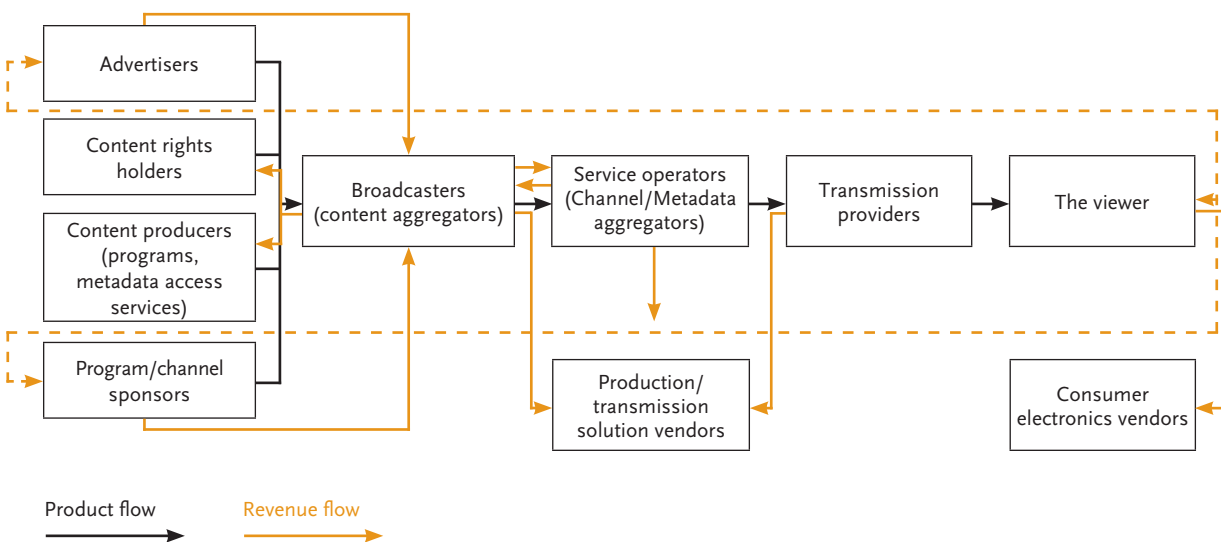 Advertisers
Content rights
holders
Content producers
(programs,
metadata access
services)
Program/channel
sponsors
Broadcasters
(content aggregators)
Service operators
(Channel/Metadata
aggregators)
Transmission
providers
The viewer
Production/
transmission
solution vendors
Consumer
electronics vendors
Product flow
Revenue flow